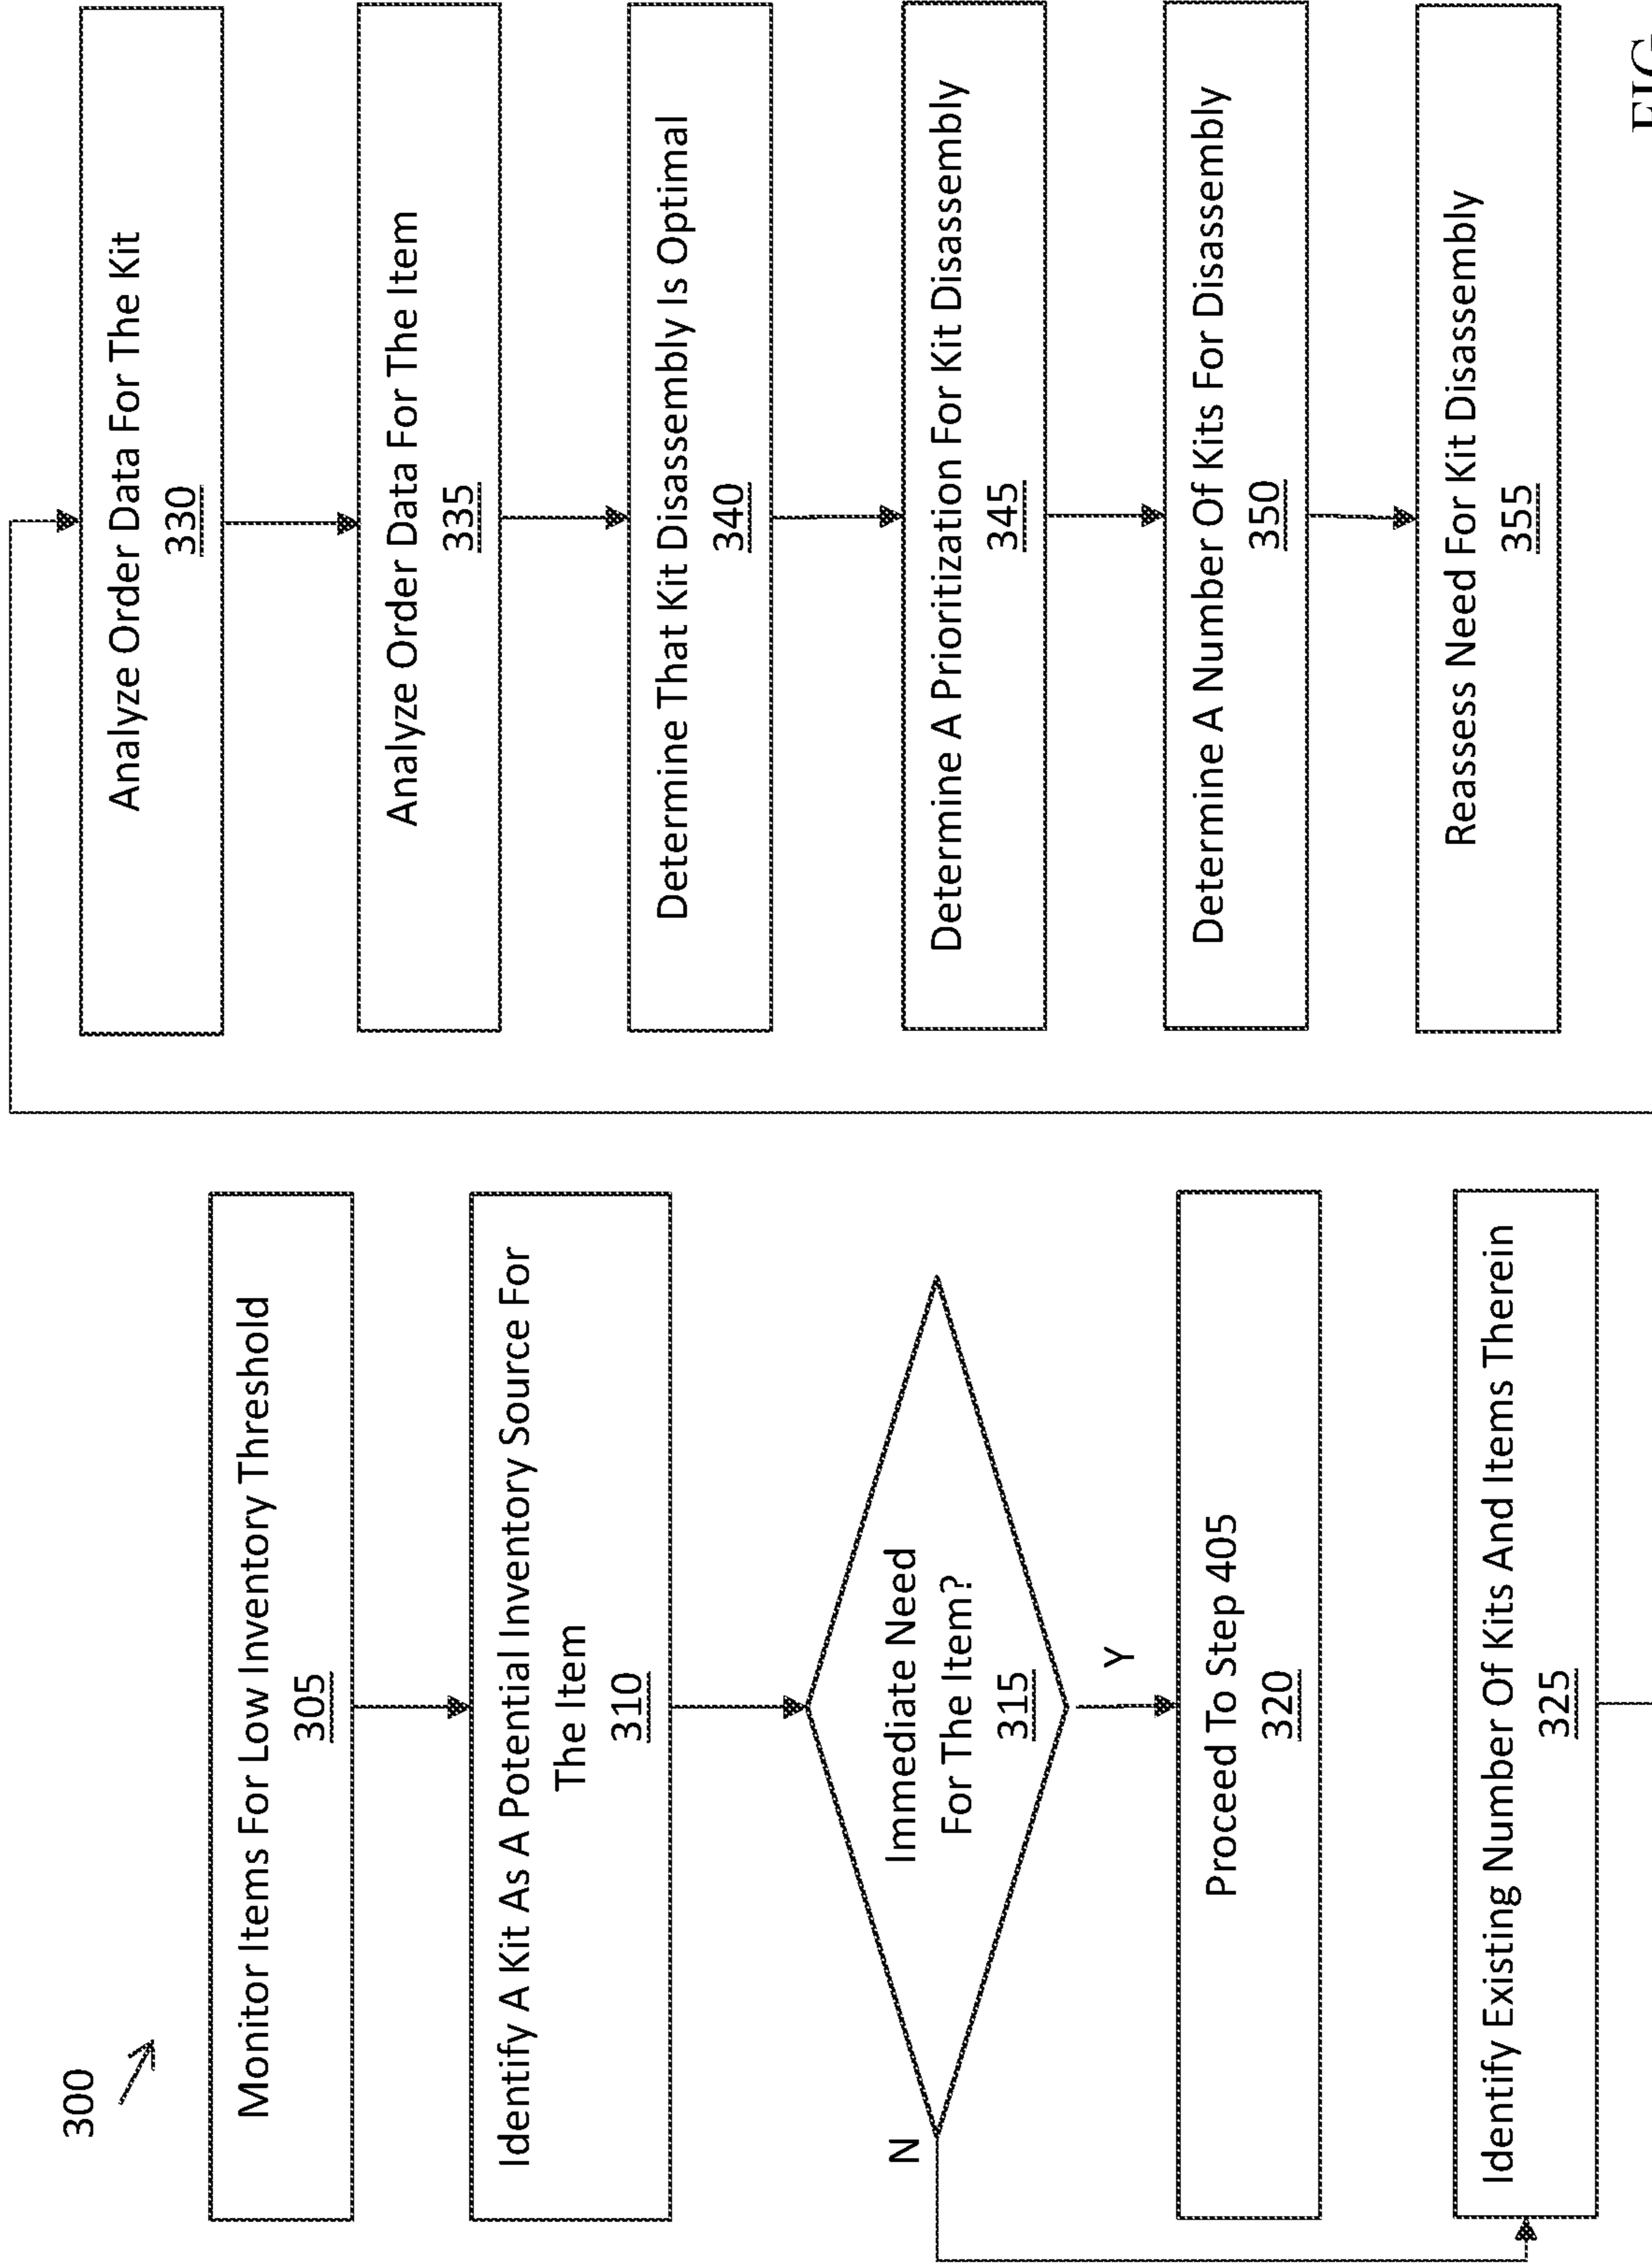 300
Monitor Items For Low Inventory Threshold
305
Identify A Kit As A Potential Inventory Source For
The Item
310
Immediate Need
For The Item?
315
N
Y
Proceed To Step 405
320
Identify Existing Number Of Kits And Items Therein
325
Analyze Order Data For The Kit
330
Analyze Order Data For The Item
335
Determine That Kit Disassembly Is Optimal
340
Determine A Prioritization For Kit Disassembly
345
Determine A Number Of Kits For Disassembly
350
Reassess Need For Kit Disassembly
355